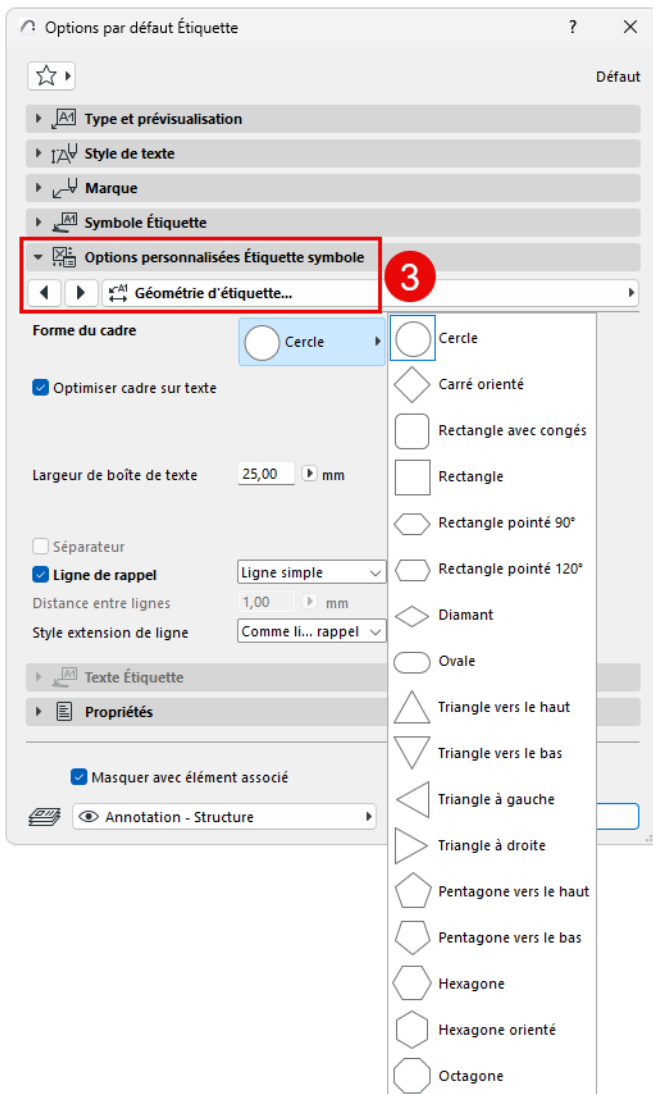 Options par défaut Étiquette ?
Défaut
A1 Type et prévisualisation
Style de texte
Marque
A1 Symbole Étiquette
Options personnalisées Étiquette symbole
3
A1 Géométrie d'étiquette...
Forme du cadre
Cercle
Optimiser cadre sur texte
Largeur de boîte de texte 25,00 mm
Séparateur
Ligne de rappel Ligne simple
Distance entre lignes 1,00 mm
Style extension de ligne Comme li... rappel
A1 Texte Étiquette
Propriétés
Masquer avec élément associé
Annotation - Structure
Cercle
Carré orienté
Rectangle avec congés
Rectangle
Rectangle pointé 90°
Rectangle pointé 120°
Diamant
Ovale
Triangle vers le haut
Triangle vers le bas
Triangle à gauche
Triangle à droite
Pentagone vers le haut
Pentagone vers le bas
Hexagone
Hexagone orienté
Octagone